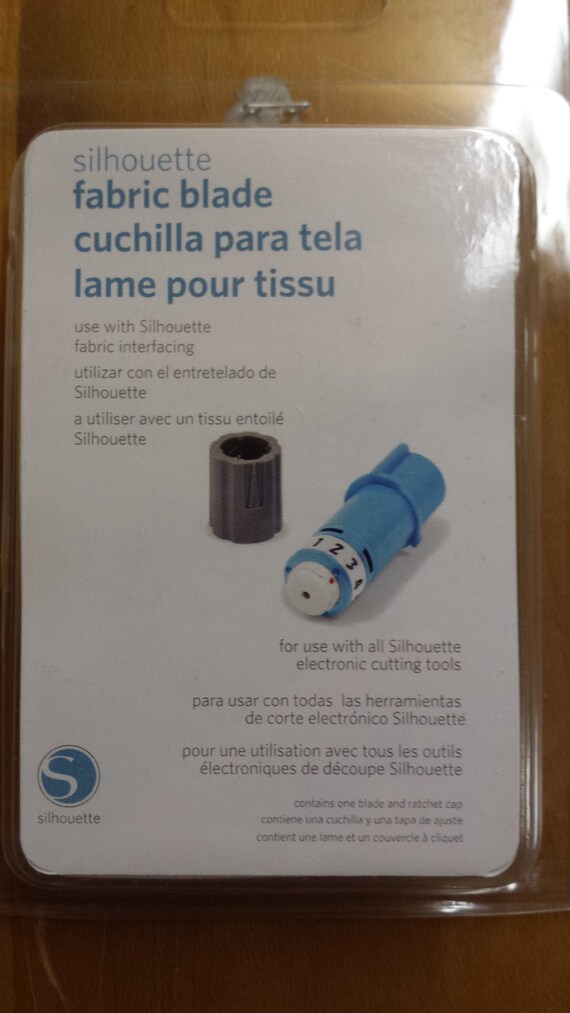 silhouette
fabric blade
cuchilla para tela
lame pour tissu
use with Silhouette
fabric interfacing
utilizar con el entretelado de
Silhouette
a utiliser avec un tissu entoilé
Silhouette
1 2 3 4
for use with all Silhouette
electronic cutting tools
para usar con todas las herramientas
de corte electrónico Silhouette
pour une utilisation avec tous les outils
électroniques de découpe Silhouette
S
silhouette
contains one blade and ratchet cap
contiene una cuchilla y una tapa de ajuste
contient une lame et un couvercle à cliquet